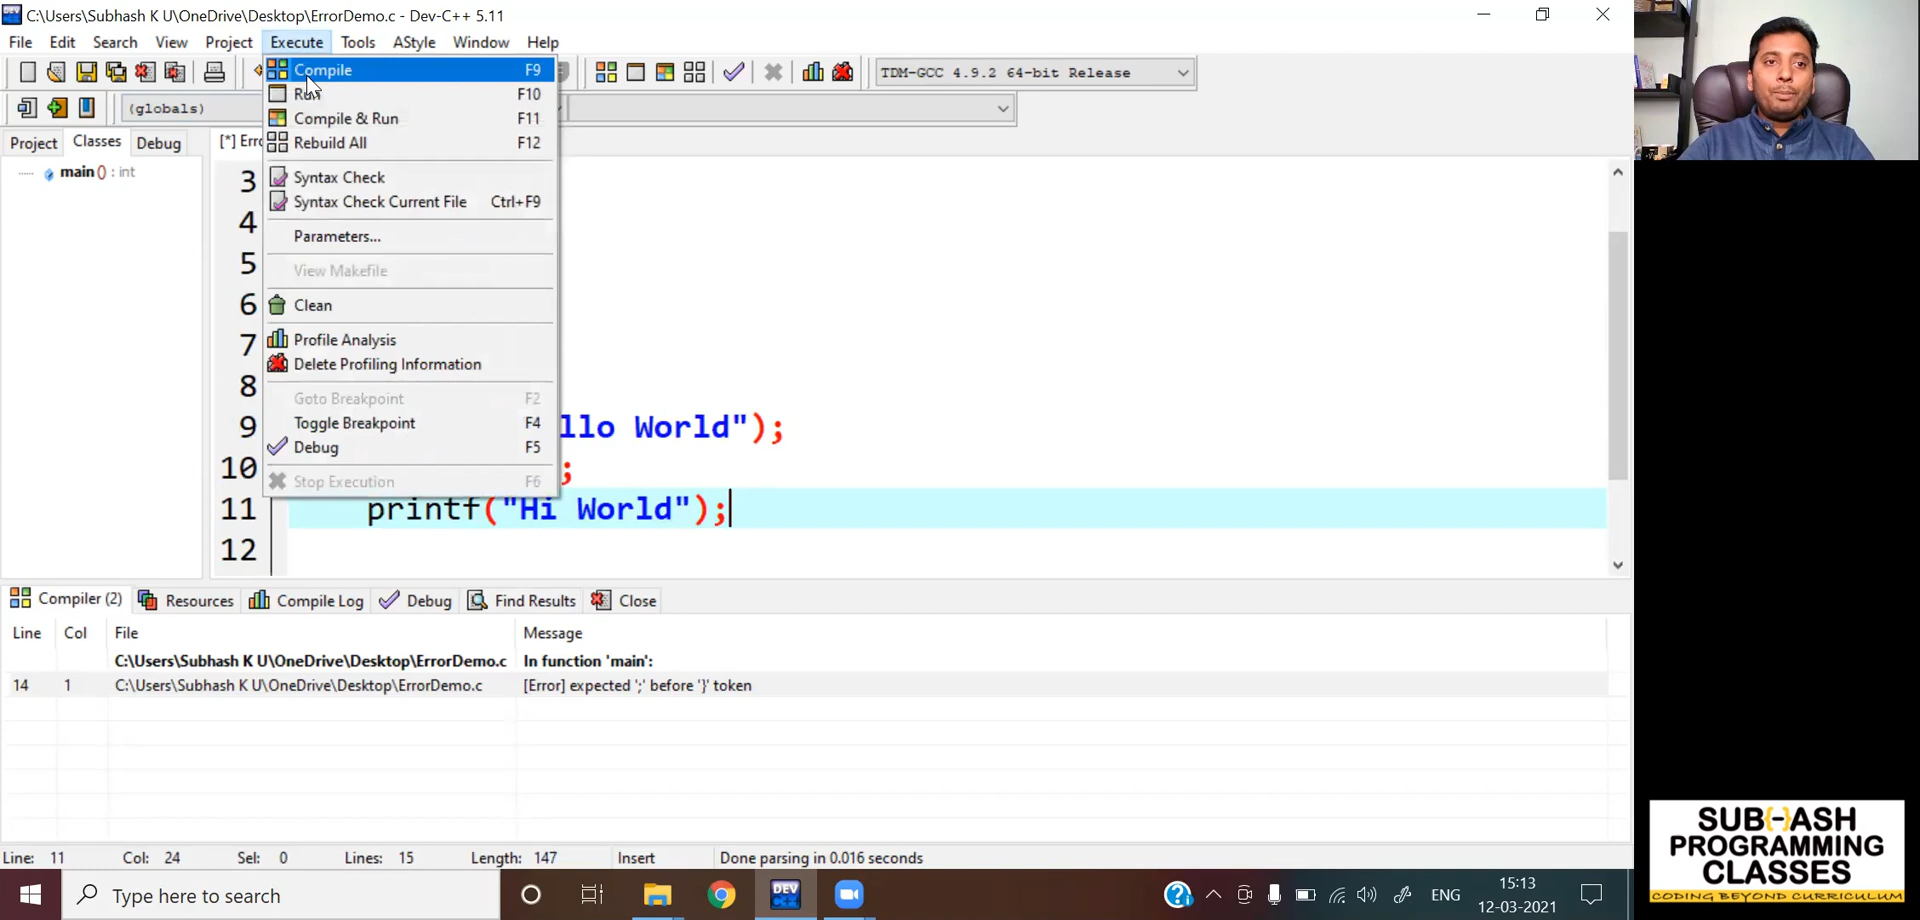 C:\Users\Subhash K U\OneDrive\Desktop\ErrorDemo.c - Dev-C++ 5.11
File Edit Search View Project Execute Tools AStyle Window Help
TDM-GCC 4.9.2 64-bit Release
(globals)
Project Classes Debug
[*] Erro
main () : int
Compile F9
Run F10
Compile & Run F11
Rebuild All F12
Syntax Check
Syntax Check Current File Ctrl+F9
Parameters...
View Makefile
Clean
Profile Analysis
Delete Profiling Information
Goto Breakpoint F2
Toggle Breakpoint F4
Debug F5
Stop Execution F6
3
4
5
6
7
8
9 llo World");
10 ;
11 printf("Hi World");
12
Compiler (2) Resources Compile Log Debug Find Results Close
Line Col File Message
C:\Users\Subhash K U\OneDrive\Desktop\ErrorDemo.c In function 'main':
14 1 C:\Users\Subhash K U\OneDrive\Desktop\ErrorDemo.c [Error] expected ';' before '}' token
Line: 11 Col: 24 Sel: 0 Lines: 15 Length: 147 Insert Done parsing in 0.016 seconds
Type here to search
DEV C++
ENG
15:13
12-03-2021
SUB{-}ASH
PROGRAMMING
CLASSES
CODING BEYOND CURRICULUM